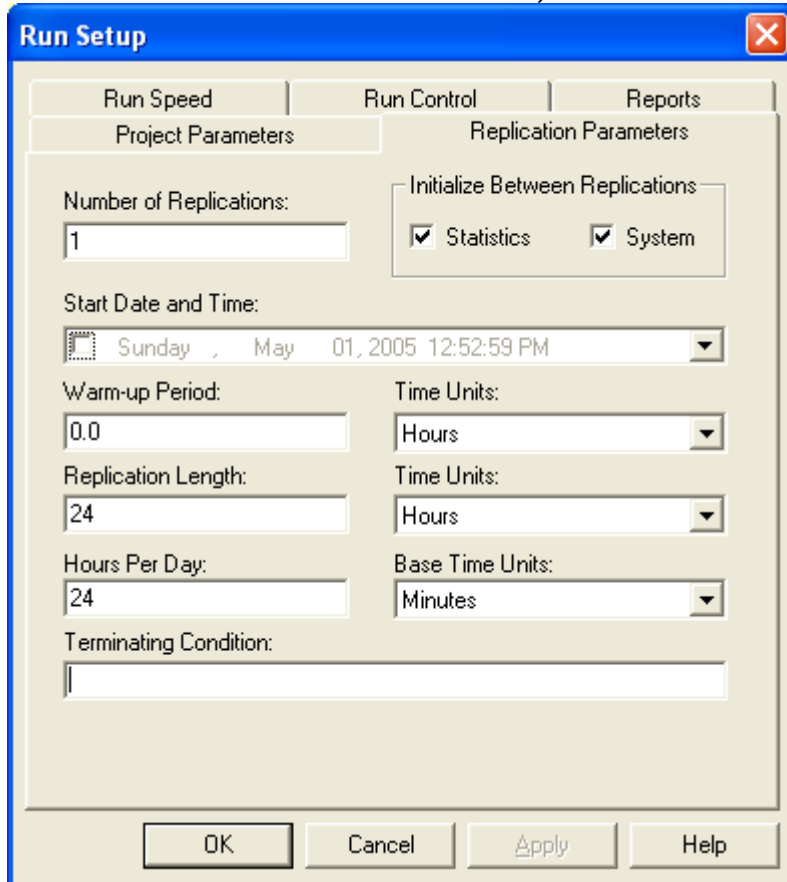 Run Setup
Run Speed Run Control Reports
Project Parameters Replication Parameters
Number of Replications:
1
Initialize Between Replications
Statistics System
Start Date and Time:
Sunday , May 01, 2005 12:52:59 PM
Warm-up Period: Time Units:
0.0 Hours
Replication Length: Time Units:
24 Hours
Hours Per Day: Base Time Units:
24 Minutes
Terminating Condition:
OK Cancel Apply Help